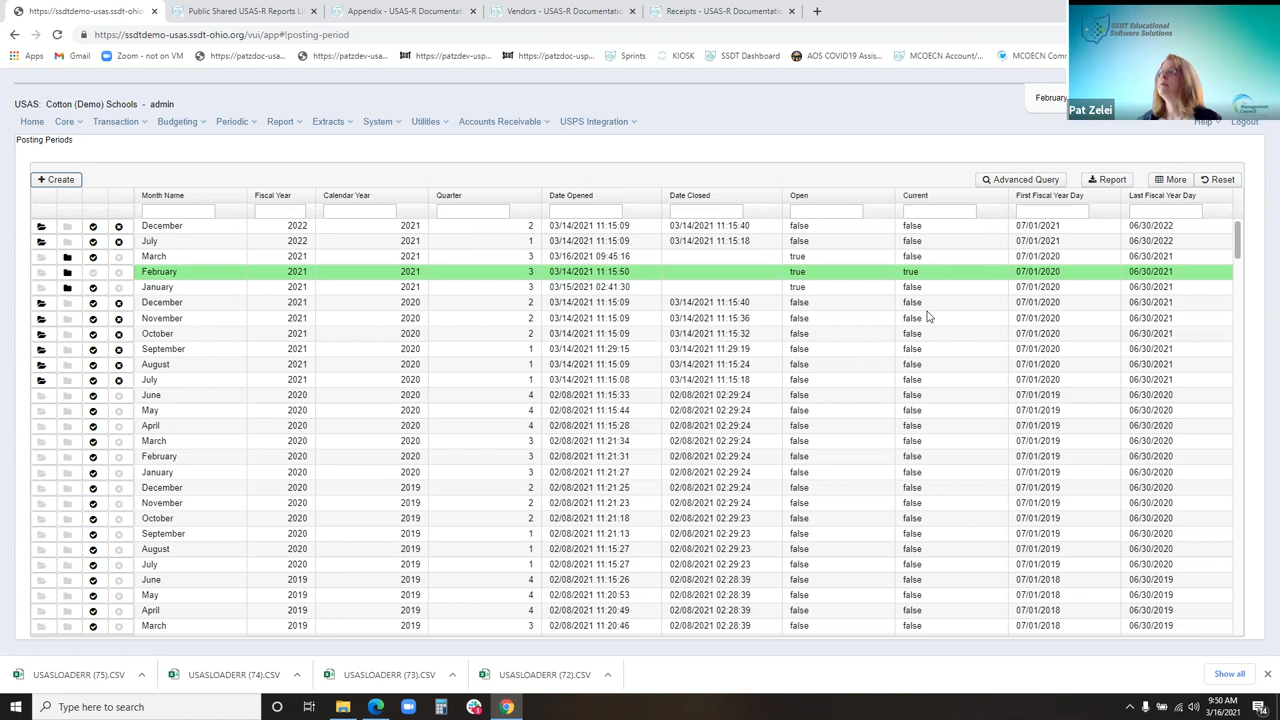 https://ssdtdemo-usas.ssdt-ohio
Public Shared USAS-R Reports Li
Appendix - USAS-R Documentati
Vendors - USAS-R Documentatio
Receipts - USAS-R Documentatio
https://ssdtdemo-usas.ssdt-ohio.org/vui/app#!posting-period
Apps
Gmail
Zoom - not on VM
https://patzdoc-usa...
https://patzdev-usa...
https://patzdev-usp...
https://patzdoc-usp...
Sprints
KIOSK
SSDT Dashboard
AOS COVID19 Assis...
MCOECN Account/...
MCOECN Com
SSDT Educational
Software Solutions
Pat Zelei
USAS: Cotton (Demo) Schools - admin
February
Home Core Transaction Budgeting Periodic Report Extracts System Utilities Accounts Receivable USPS Integration Help Logout
Posting Periods
+ Create Advanced Query Report More Reset
Month Name Fiscal Year Calendar Year Quarter Date Opened Date Closed Open Current First Fiscal Year Day Last Fiscal Year Day
December 2022 2021 2 03/14/2021 11:15:09 03/14/2021 11:15:40 false false 07/01/2021 06/30/2022
July 2022 2021 1 03/14/2021 11:15:09 03/14/2021 11:15:18 false false 07/01/2021 06/30/2022
March 2021 2021 3 03/16/2021 09:45:16 true false 07/01/2020 06/30/2021
February 2021 2021 3 03/14/2021 11:15:50 true true 07/01/2020 06/30/2021
January 2021 2021 3 03/15/2021 02:41:30 true false 07/01/2020 06/30/2021
December 2021 2020 2 03/14/2021 11:15:09 03/14/2021 11:15:40 false false 07/01/2020 06/30/2021
November 2021 2020 2 03/14/2021 11:15:09 03/14/2021 11:15:36 false false 07/01/2020 06/30/2021
October 2021 2020 2 03/14/2021 11:15:09 03/14/2021 11:15:32 false false 07/01/2020 06/30/2021
September 2021 2020 1 03/14/2021 11:29:15 03/14/2021 11:29:19 false false 07/01/2020 06/30/2021
August 2021 2020 1 03/14/2021 11:15:09 03/14/2021 11:15:24 false false 07/01/2020 06/30/2021
July 2021 2020 1 03/14/2021 11:15:08 03/14/2021 11:15:18 false false 07/01/2020 06/30/2021
June 2020 2020 4 02/08/2021 11:15:33 02/08/2021 02:29:24 false false 07/01/2019 06/30/2020
May 2020 2020 4 02/08/2021 11:15:44 02/08/2021 02:29:24 false false 07/01/2019 06/30/2020
April 2020 2020 4 02/08/2021 11:15:28 02/08/2021 02:29:24 false false 07/01/2019 06/30/2020
March 2020 2020 3 02/08/2021 11:21:34 02/08/2021 02:29:24 false false 07/01/2019 06/30/2020
February 2020 2020 3 02/08/2021 11:21:31 02/08/2021 02:29:24 false false 07/01/2019 06/30/2020
January 2020 2020 3 02/08/2021 11:21:27 02/08/2021 02:29:24 false false 07/01/2019 06/30/2020
December 2020 2019 2 02/08/2021 11:21:25 02/08/2021 02:29:24 false false 07/01/2019 06/30/2020
November 2020 2019 2 02/08/2021 11:21:23 02/08/2021 02:29:24 false false 07/01/2019 06/30/2020
October 2020 2019 2 02/08/2021 11:21:18 02/08/2021 02:29:23 false false 07/01/2019 06/30/2020
September 2020 2019 1 02/08/2021 11:21:13 02/08/2021 02:29:23 false false 07/01/2019 06/30/2020
August 2020 2019 1 02/08/2021 11:15:27 02/08/2021 02:29:23 false false 07/01/2019 06/30/2020
July 2020 2019 1 02/08/2021 11:15:27 02/08/2021 02:29:23 false false 07/01/2019 06/30/2020
June 2019 2019 4 02/08/2021 11:15:26 02/08/2021 02:28:39 false false 07/01/2018 06/30/2019
May 2019 2019 4 02/08/2021 11:20:53 02/08/2021 02:28:39 false false 07/01/2018 06/30/2019
April 2019 2019 4 02/08/2021 11:20:49 02/08/2021 02:28:39 false false 07/01/2018 06/30/2019
March 2019 2019 3 02/08/2021 11:20:46 02/08/2021 02:28:39 false false 07/01/2018 06/30/2019
USASLOADERR (75).CSV
USASLOADERR (74).CSV
USASLOADERR (73).CSV
USASLOADERR (72).CSV
Show all
Type here to search
9:50 AM
3/16/2021
14